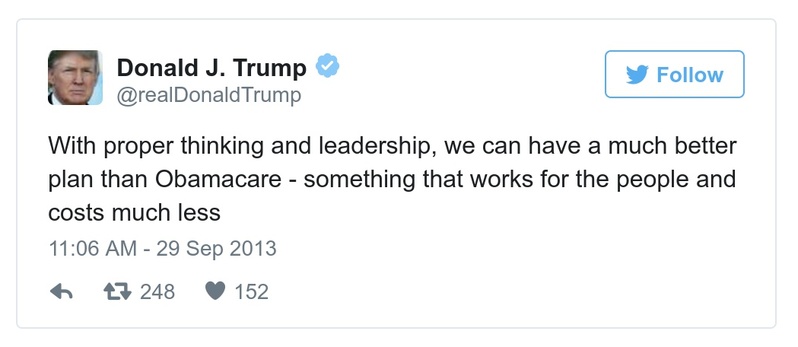 Donald J. Trump
@realDonaldTrump
Follow
With proper thinking and leadership, we can have a much better
plan than Obamacare - something that works for the people and
costs much less
11:06 AM - 29 Sep 2013
248 152